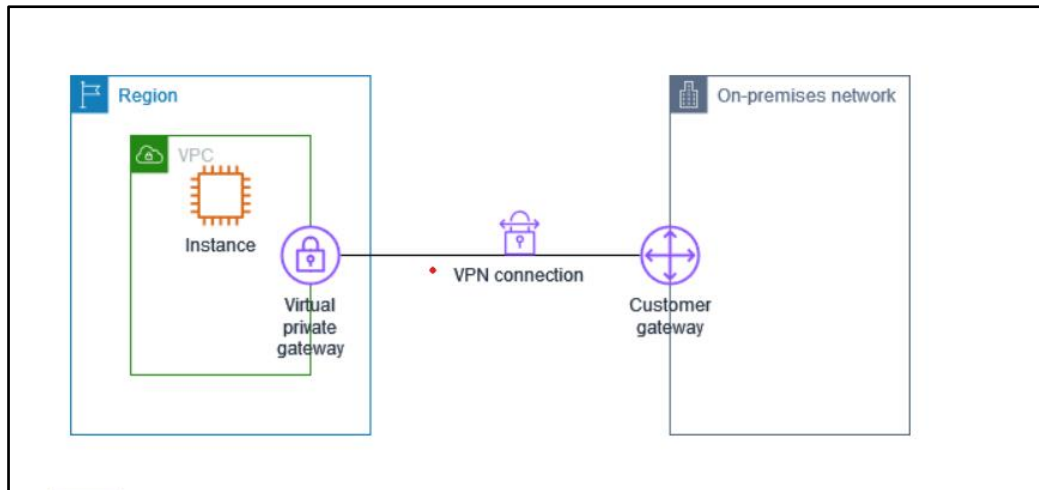 Region
On-premises network
VPC
Instance
VPN connection
Virtual
private
gateway
Customer
gateway